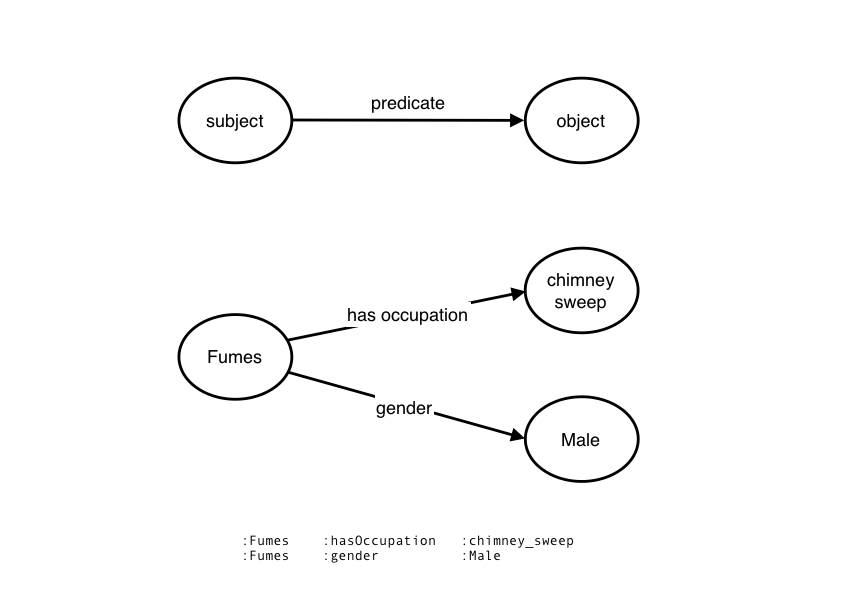 predicate
subject
object
chimney
sweep
has occupation
Fumes
gender
Male
:Fumes :hasOccupation :chimney_sweep
:Fumes :gender :Male